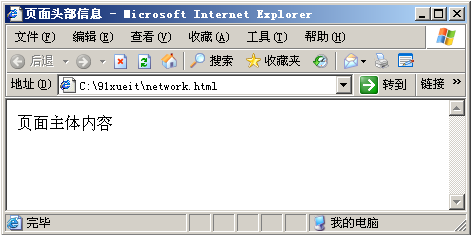 页面头部信息 - Microsoft Internet Explorer
文件(F) 编辑(E) 查看(V) 收藏(A) 工具(T) 帮助(H)
后退 搜索 收藏夹
地址(D) C:\91xueit\network.html 转到 链接 »
页面主体内容
完毕 我的电脑